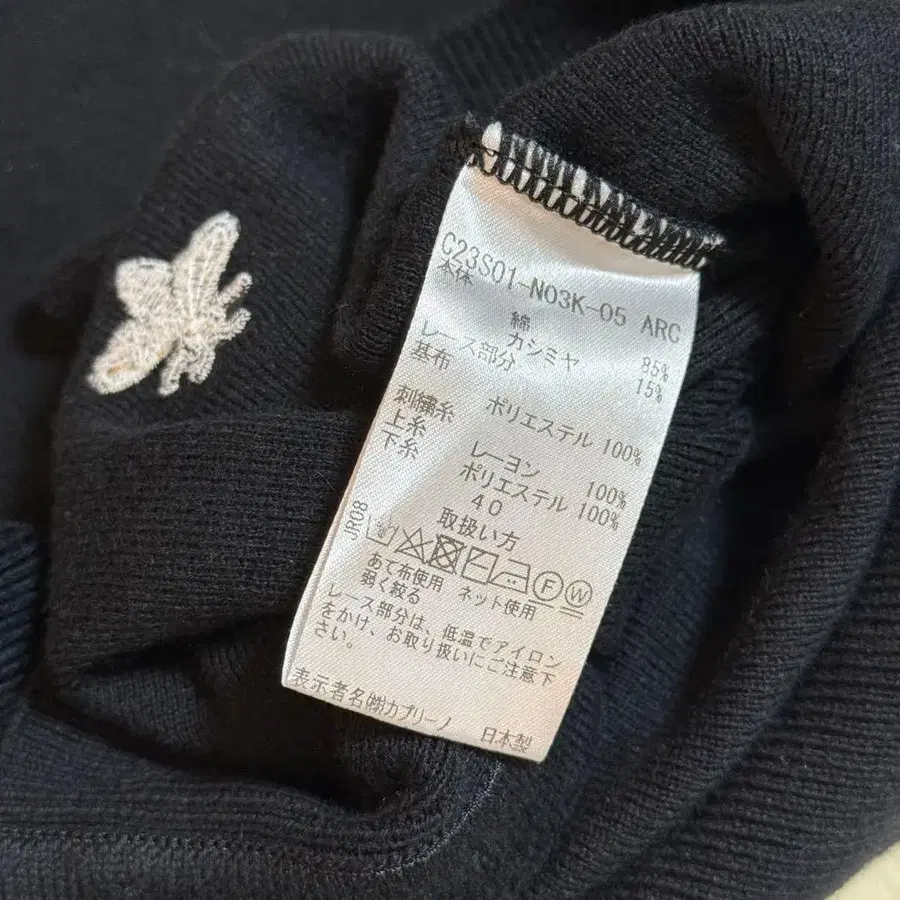 C23S01-N03K-05 ARC
本体
綿 85%
カシミヤ 15%
レース部分
基布 ポリエステル 100%
刺繍糸
上糸 レーヨン 100%
下糸 ポリエステル 100%
40
取扱い方
JR08
F W
あて布使用 ネット使用
弱く絞る
レース部分は、低温でアイロン
をかけ、お取り扱いにご注意下
さい。
表示者名㈱カプリーノ 日本製